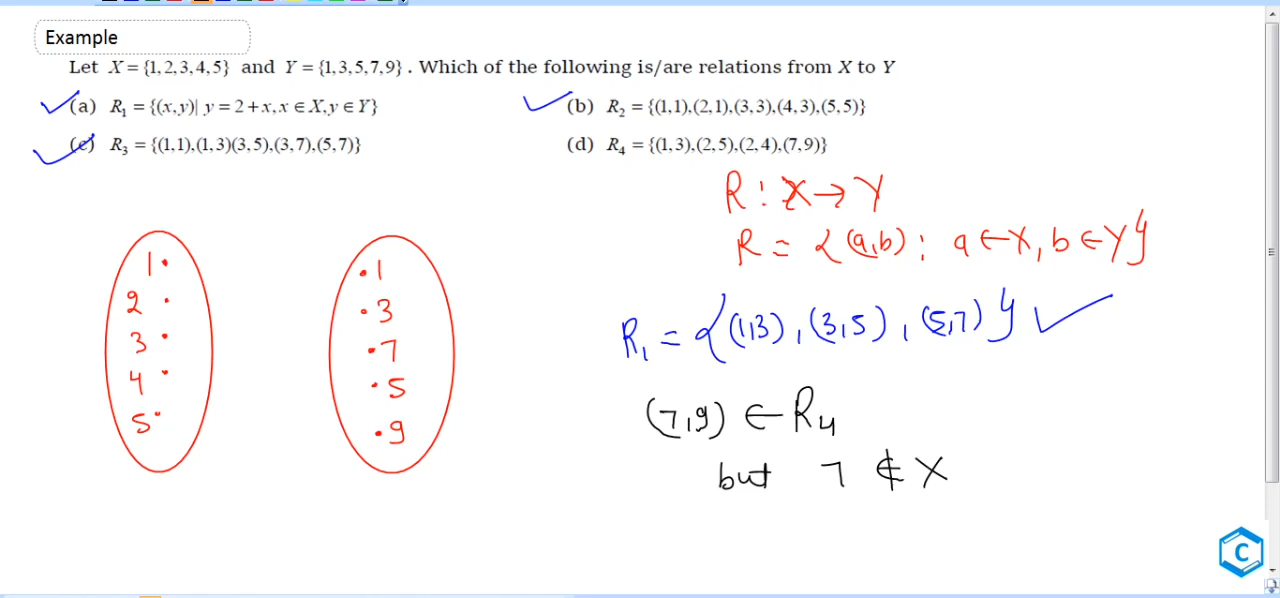 Example
Let X = {1,2,3,4,5} and Y = {1,3,5,7,9}. Which of the following is/are relations from X to Y
(a) R₁ = {(x,y)| y = 2+x, x ∈ X, y ∈ Y}
(b) R₂ = {(1,1),(2,1),(3,3),(4,3),(5,5)}
(c) R₃ = {(1,1),(1,3)(3,5),(3,7),(5,7)}
(d) R₄ = {(1,3),(2,5),(2,4),(7,9)}
R : X → Y
R = {(a,b) : a ∈ X, b ∈ Y}
1
2
3
4
5
1
3
7
5
9
R₁ = {(1,3), (3,5), (5,7)}
(7,9) ∈ R₄
but 7 ∉ X
C